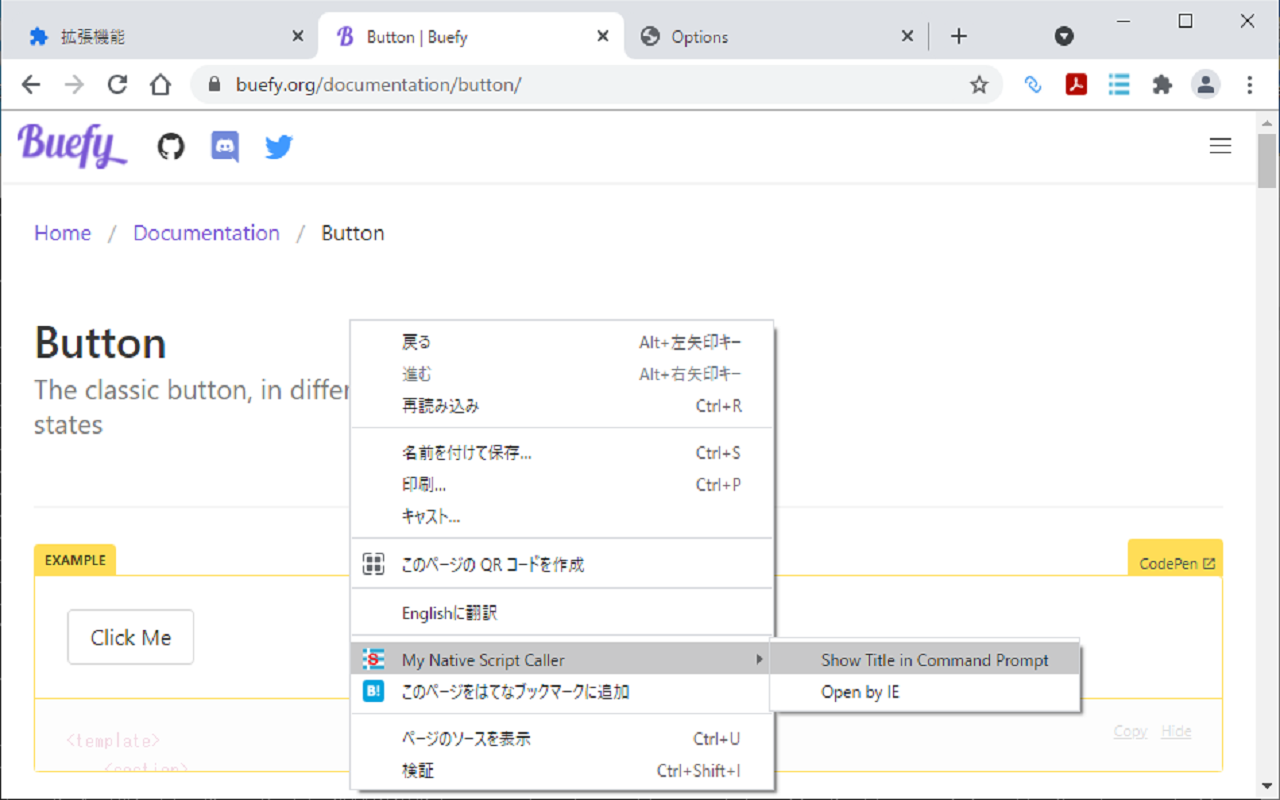 拡張機能
Button | Buefy
Options
buefy.org/documentation/button/
Buefy
Home / Documentation / Button
Button
The classic button, in differ
states
EXAMPLE
CodePen
Click Me
<template>
<section>
Copy Hide
戻る Alt+左矢印キー
進む Alt+右矢印キー
再読み込み Ctrl+R
名前を付けて保存... Ctrl+S
印刷... Ctrl+P
キャスト...
このページの QR コードを作成
Englishに翻訳
My Native Script Caller
このページをはてなブックマークに追加
B!
ページのソースを表示 Ctrl+U
検証 Ctrl+Shift+I
Show Title in Command Prompt
Open by IE